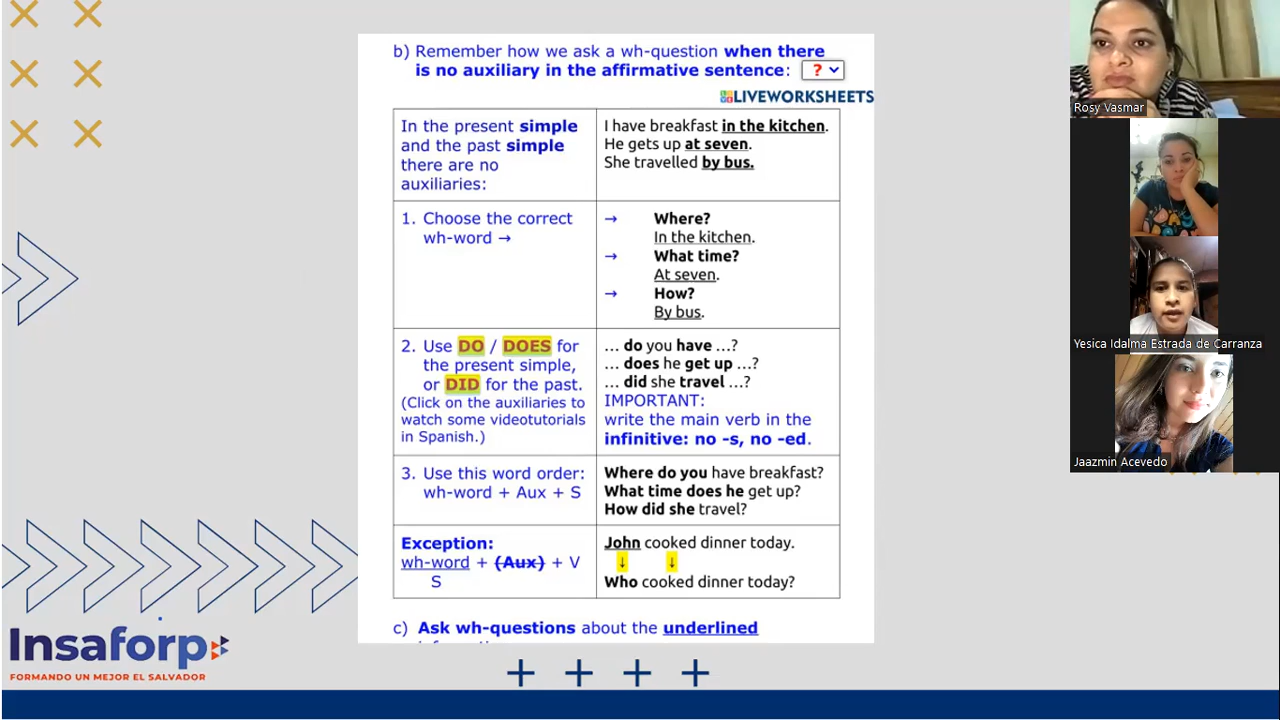 b) Remember how we ask a wh-question when there
is no auxiliary in the affirmative sentence: ?
LIVEWORKSHEETS
In the present simple
and the past simple
there are no
auxiliaries:
I have breakfast in the kitchen.
He gets up at seven.
She travelled by bus.
1. Choose the correct
wh-word →
→ Where?
In the kitchen.
→ What time?
At seven.
→ How?
By bus.
2. Use DO / DOES for
the present simple,
or DID for the past.
(Click on the auxiliaries to
watch some videotutorials
in Spanish.)
... do you have ...?
... does he get up ...?
... did she travel ...?
IMPORTANT:
write the main verb in the
infinitive: no -s, no -ed.
3. Use this word order:
wh-word + Aux + S
Where do you have breakfast?
What time does he get up?
How did she travel?
Exception:
wh-word + (Aux) + V
S
John cooked dinner today.
↓ ↓
Who cooked dinner today?
c) Ask wh-questions about the underlined
Insaforp
FORMANDO UN MEJOR EL SALVADOR
Rosy Vasmar
Yesica Idalma Estrada de Carranza
Jaazmin Acevedo